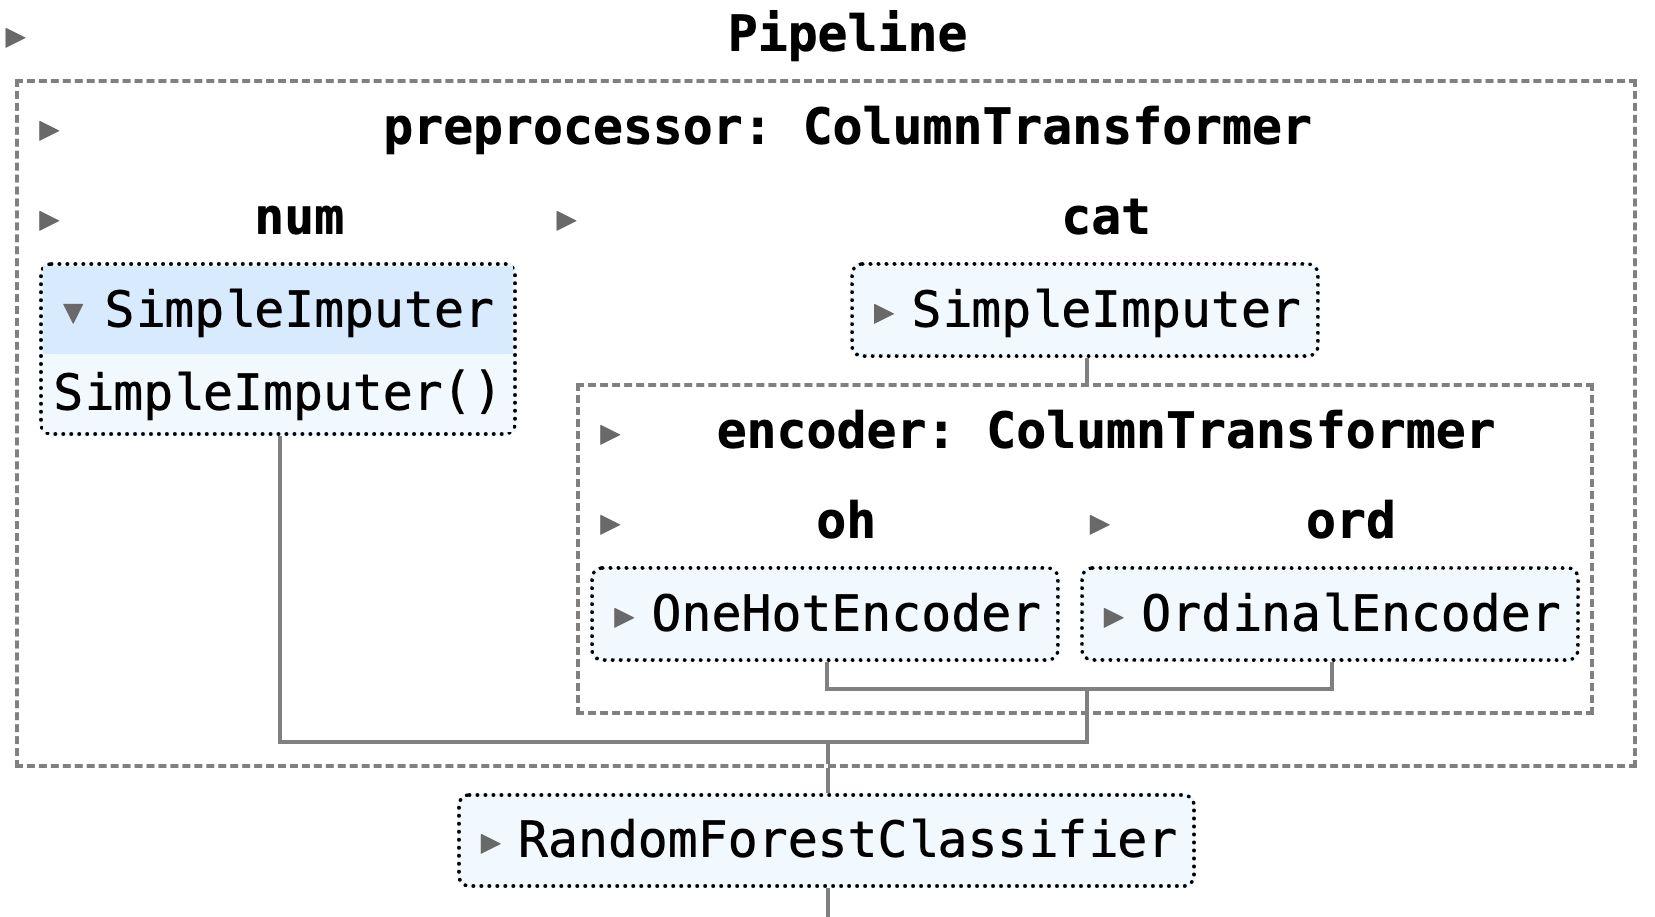 Pipeline
preprocessor: ColumnTransformer
num
cat
SimpleImputer
SimpleImputer
SimpleImputer()
encoder: ColumnTransformer
oh
ord
OneHotEncoder
OrdinalEncoder
RandomForestClassifier